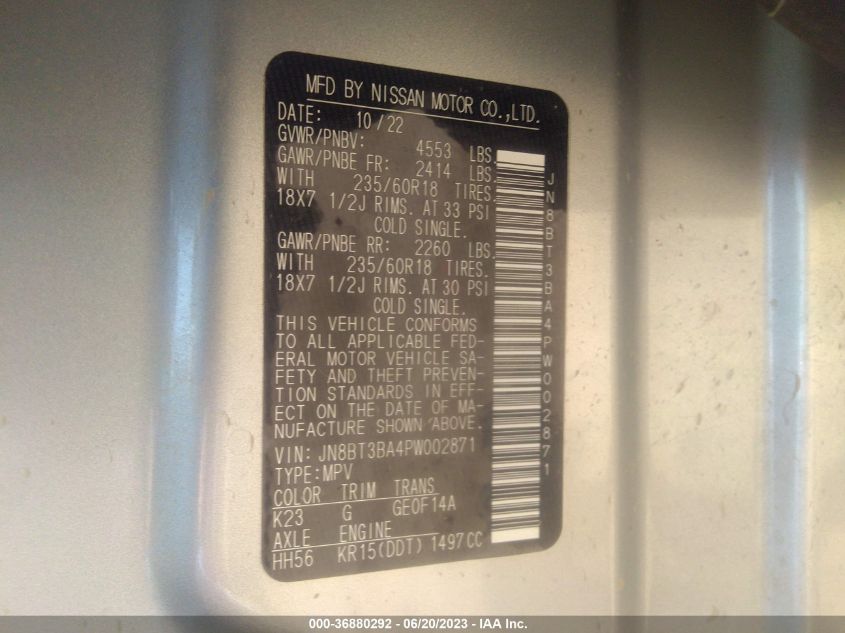 MFD BY NISSAN MOTOR CO.,LTD.
DATE: 10/22
GVWR/PNBV: 4553 LBS.
GAWR/PNBE FR: 2414 LBS.
WITH 235/60R18 TIRES.
18X7 1/2J RIMS. AT 33 PSI
COLD SINGLE.
GAWR/PNBE RR: 2260 LBS.
WITH 235/60R18 TIRES.
18X7 1/2J RIMS. AT 30 PSI
COLD SINGLE.
THIS VEHICLE CONFORMS
TO ALL APPLICABLE FED-
ERAL MOTOR VEHICLE SA-
FETY AND THEFT PREVEN-
TION STANDARDS IN EFF-
ECT ON THE DATE OF MA-
NUFACTURE SHOWN ABOVE.
VIN: JN8BT3BA4PW002871
TYPE:MPV
COLOR TRIM TRANS
K23 G GE0F14A
AXLE ENGINE
HH56 KR15(DDT) 1497CC
JN8BT3BA4PW002871
000-36880292 - 06/20/2023 - IAA Inc.